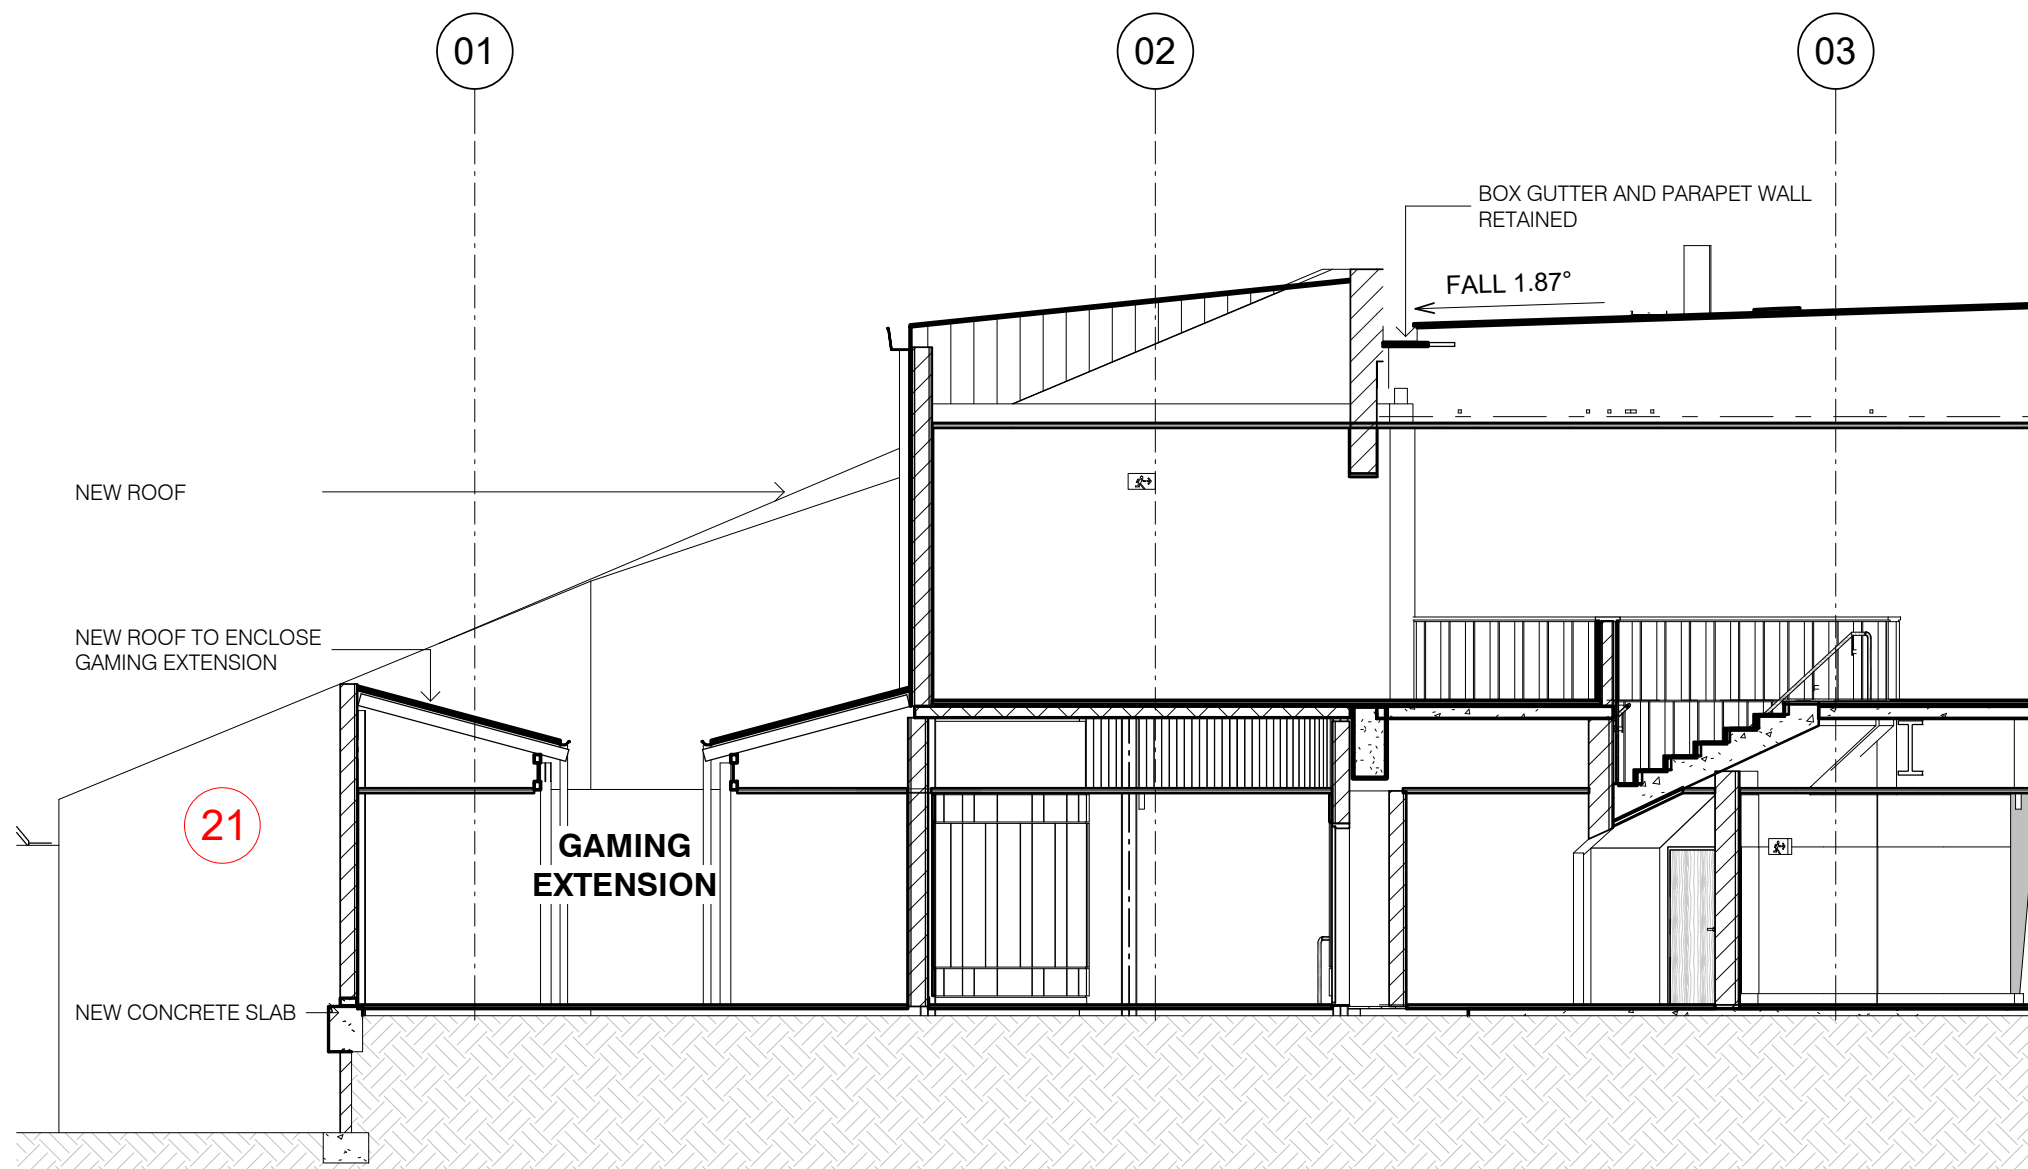 01
02
03
BOX GUTTER AND PARAPET WALL
RETAINED
FALL 1.87°
NEW ROOF
NEW ROOF TO ENCLOSE
GAMING EXTENSION
21
GAMING
EXTENSION
NEW CONCRETE SLAB